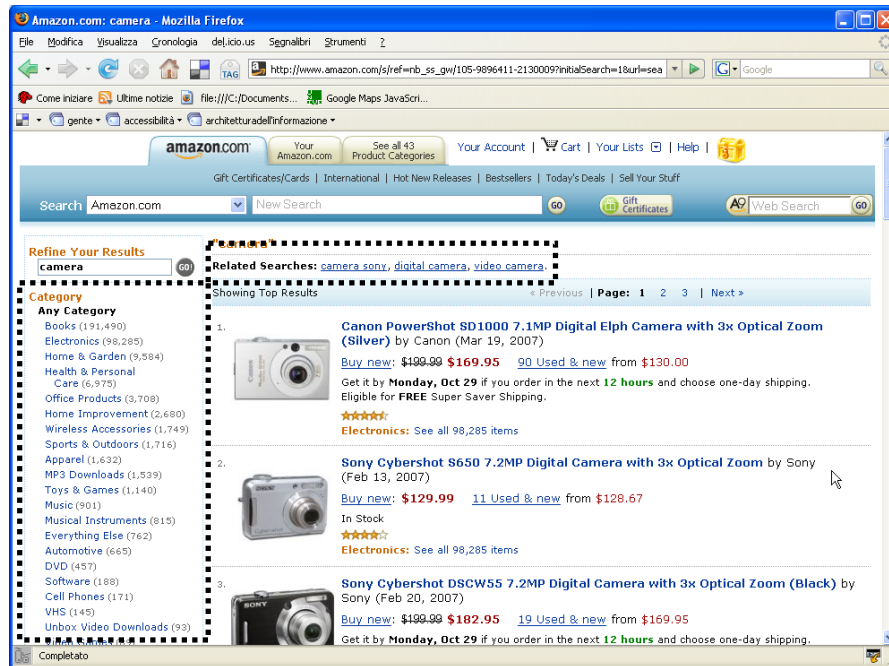 Amazon.com: camera - Mozilla Firefox
File Modifica Visualizza Cronologia del.icio.us Segnalibri Strumenti ?
TAG http://www.amazon.com/s/ref=nb_ss_gw/105-9896411-2130009?initialSearch=1&url=sea G Google
Come iniziare Ultime notizie file:///C:/Documents... Google Maps JavaScri...
gente accessibilità architetturadell'informazione
amazon.com Your Amazon.com See all 43 Product Categories Your Account | Cart | Your Lists | Help |
Gift Certificates/Cards | International | Hot New Releases | Bestsellers | Today's Deals | Sell Your Stuff
Search Amazon.com New Search GO Gift Certificates A9 Web Search GO
Refine Your Results
camera GO!
"camera"
Related Searches: camera sony, digital camera, video camera.
Showing Top Results « Previous | Page: 1 2 3 | Next »
Category
Any Category
Books (191,490)
Electronics (98,285)
Home & Garden (9,584)
Health & Personal
Care (6,975)
Office Products (3,708)
Home Improvement (2,680)
Wireless Accessories (1,749)
Sports & Outdoors (1,716)
Apparel (1,632)
MP3 Downloads (1,539)
Toys & Games (1,140)
Music (901)
Musical Instruments (815)
Everything Else (762)
Automotive (665)
DVD (457)
Software (188)
Cell Phones (171)
VHS (145)
Unbox Video Downloads (93)
1.
Canon PowerShot SD1000 7.1MP Digital Elph Camera with 3x Optical Zoom
(Silver) by Canon (Mar 19, 2007)
Buy new: $199.99 $169.95 90 Used & new from $130.00
Get it by Monday, Oct 29 if you order in the next 12 hours and choose one-day shipping.
Eligible for FREE Super Saver Shipping.
Electronics: See all 98,285 items
2.
Sony Cybershot S650 7.2MP Digital Camera with 3x Optical Zoom by Sony
(Feb 13, 2007)
Buy new: $129.99 11 Used & new from $128.67
In Stock
Electronics: See all 98,285 items
3.
SONY
Sony Cybershot DSCW55 7.2MP Digital Camera with 3x Optical Zoom (Black) by
Sony (Feb 20, 2007)
Buy new: $199.99 $182.95 19 Used & new from $169.95
Get it by Monday, Oct 29 if you order in the next 12 hours and choose one-day shipping.
Completato